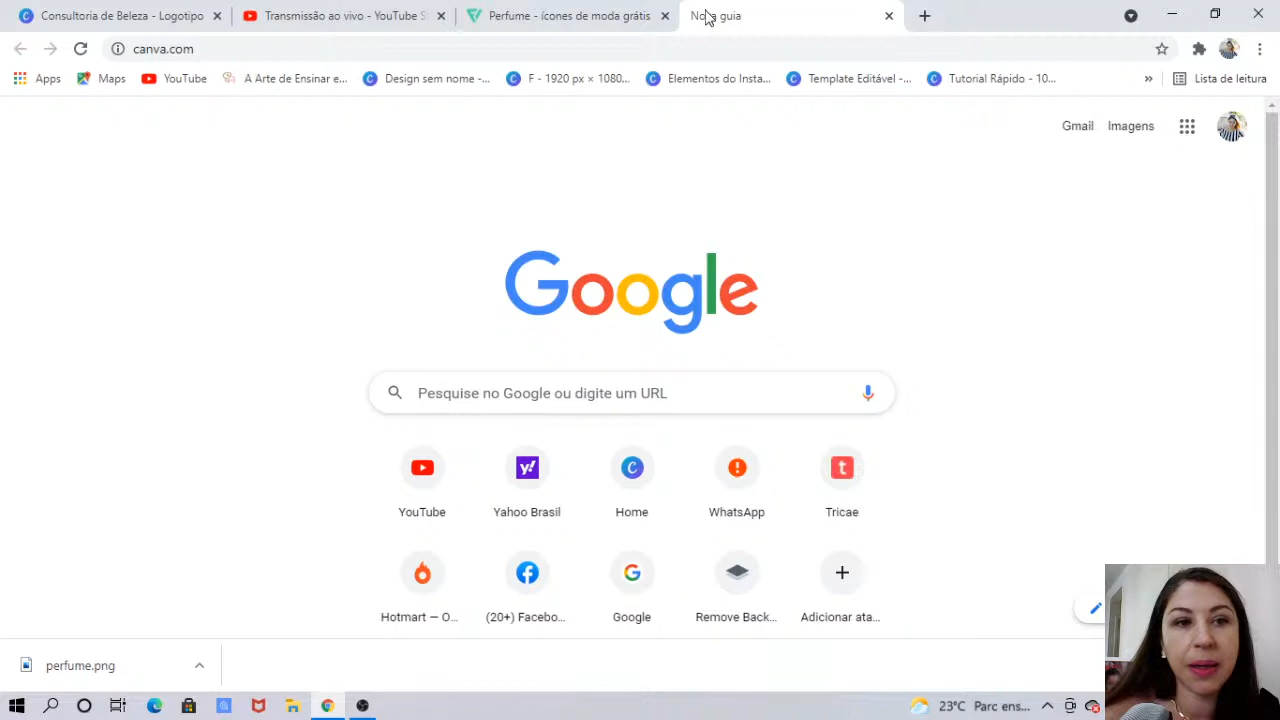 Consultoria de Beleza - Logotipo
Transmissão ao vivo - YouTube S
Perfume - ícones de moda grátis
Nova guia
canva.com
Apps
Maps
YouTube
A Arte de Ensinar e...
Design sem nome -...
F - 1920 px × 1080...
Elementos do Insta...
Template Editável -...
Tutorial Rápido - 10...
»
Lista de leitura
Gmail
Imagens
Google
Pesquise no Google ou digite um URL
YouTube
Yahoo Brasil
Home
WhatsApp
Tricae
Hotmart — O...
(20+) Facebo...
Google
Remove Back...
Adicionar ata...
perfume.png
23°C
Parc ens...